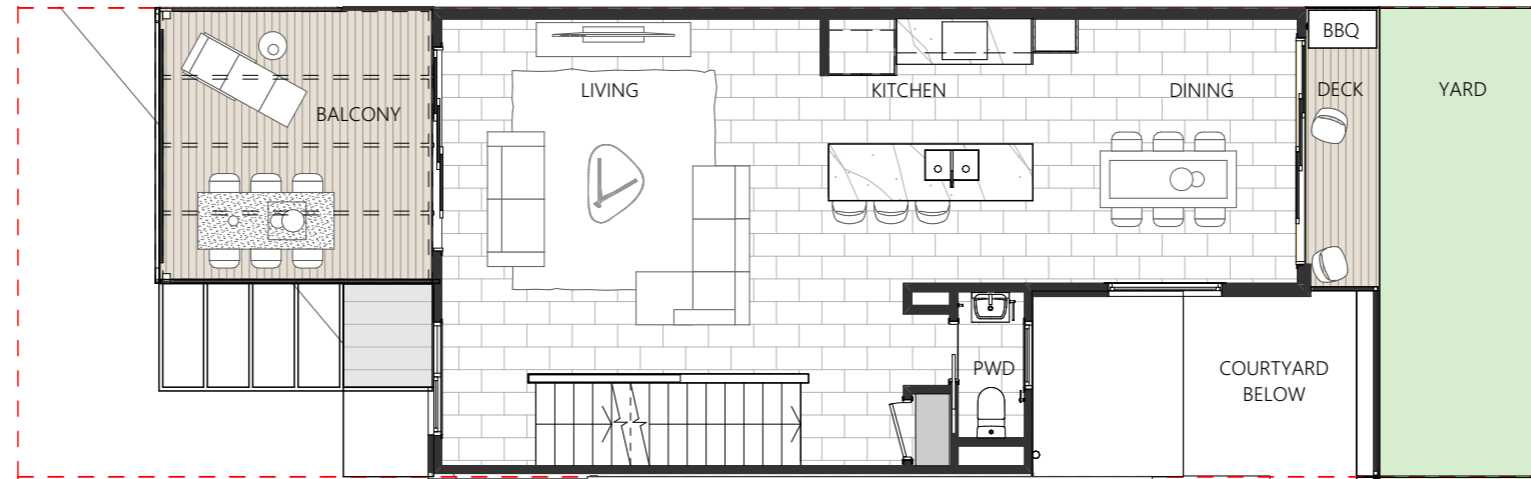 BBQ
LIVING
KITCHEN
DINING
DECK
YARD
BALCONY
PWD
COURTYARD
BELOW